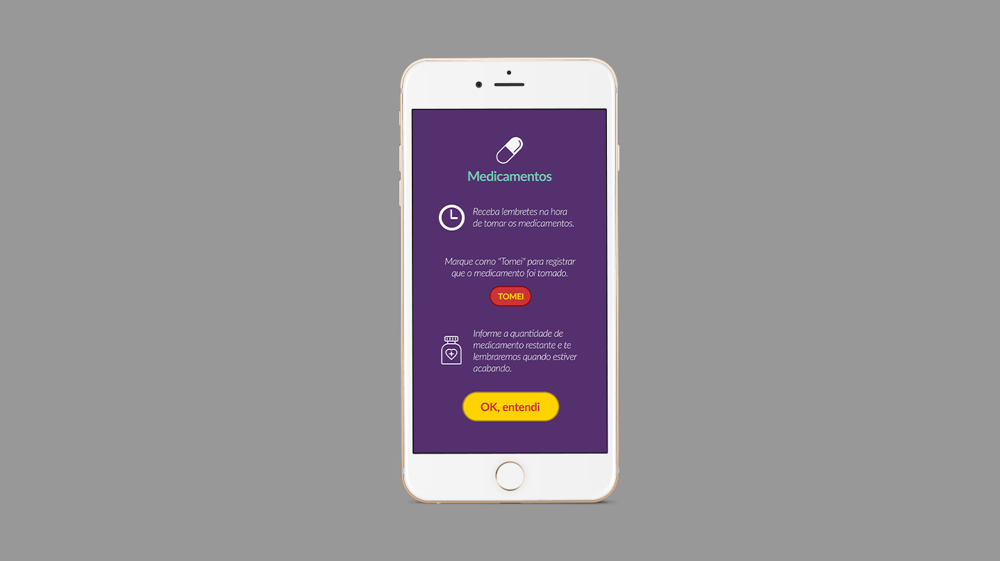 Medicamentos
Receba lembretes na hora
de tomar os medicamentos.
Marque como "Tomei" para registrar
que o medicamento foi tomado.
TOMEI
Informe a quantidade de
medicamento restante e te
lembraremos quando estiver
acabando.
OK, entendi